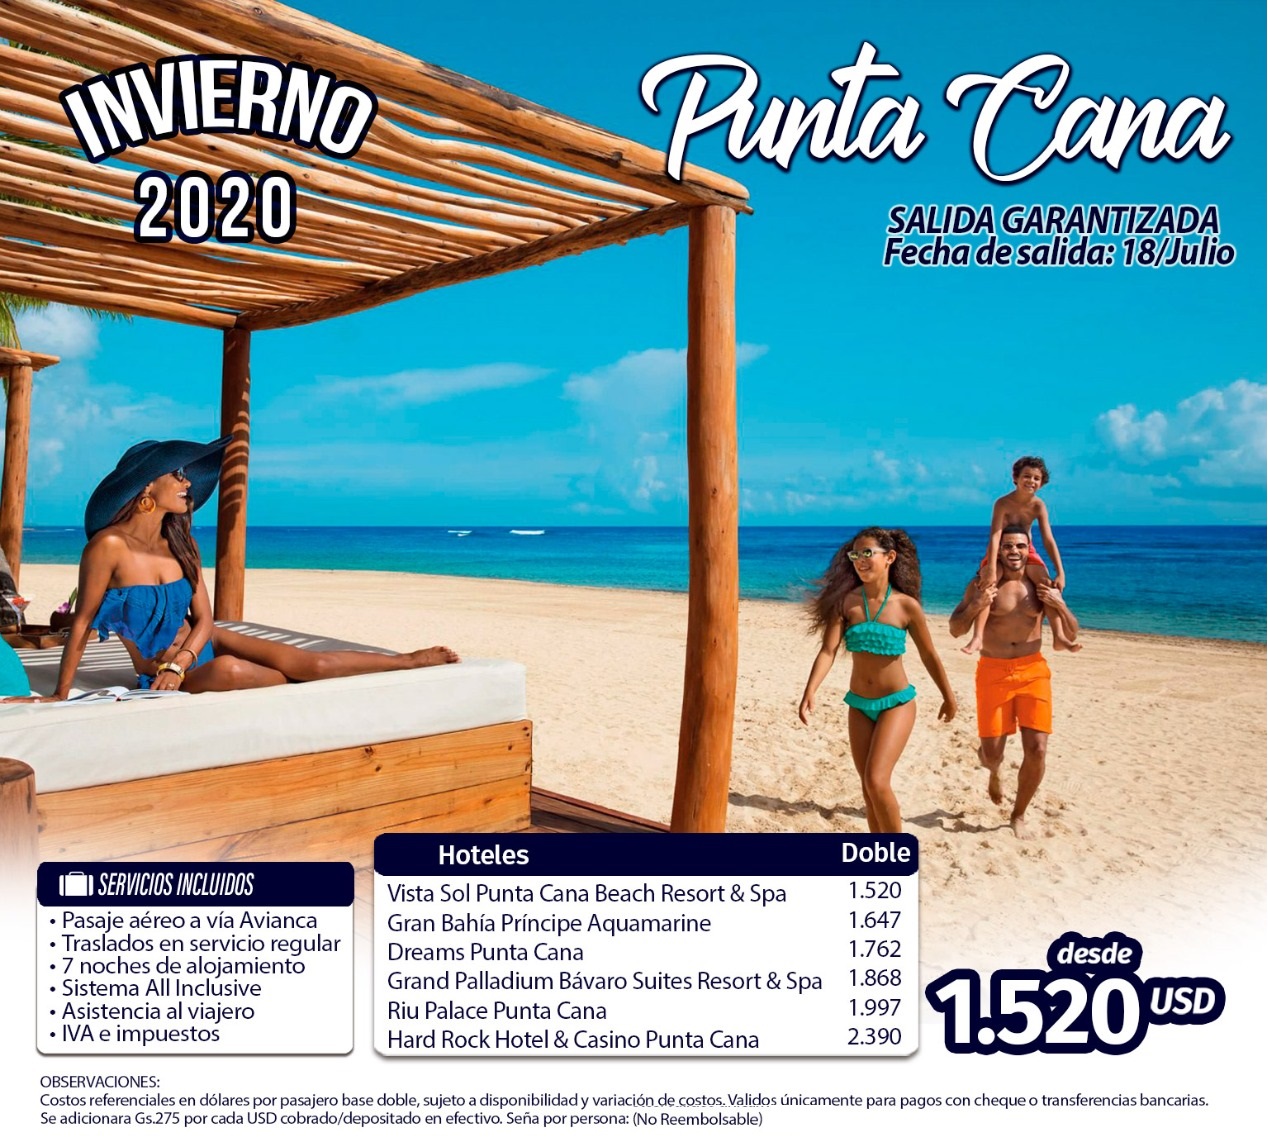 INVIERNO
2020
Punta Cana
SALIDA GARANTIZADA
Fecha de salida: 18/Julio
SERVICIOS INCLUIDOS
• Pasaje aéreo a vía Avianca
• Traslados en servicio regular
• 7 noches de alojamiento
• Sistema All Inclusive
• Asistencia al viajero
• IVA e impuestos
Hoteles Doble
Vista Sol Punta Cana Beach Resort & Spa 1.520
Gran Bahía Príncipe Aquamarine 1.647
Dreams Punta Cana 1.762
Grand Palladium Bávaro Suites Resort & Spa 1.868
Riu Palace Punta Cana 1.997
Hard Rock Hotel & Casino Punta Cana 2.390
desde
1.520 USD
OBSERVACIONES:
Costos referenciales en dólares por pasajero base doble, sujeto a disponibilidad y variación de costos. Validos únicamente para pagos con cheque o transferencias bancarias.
Se adicionara Gs.275 por cada USD cobrado/depositado en efectivo. Seña por persona: (No Reembolsable)